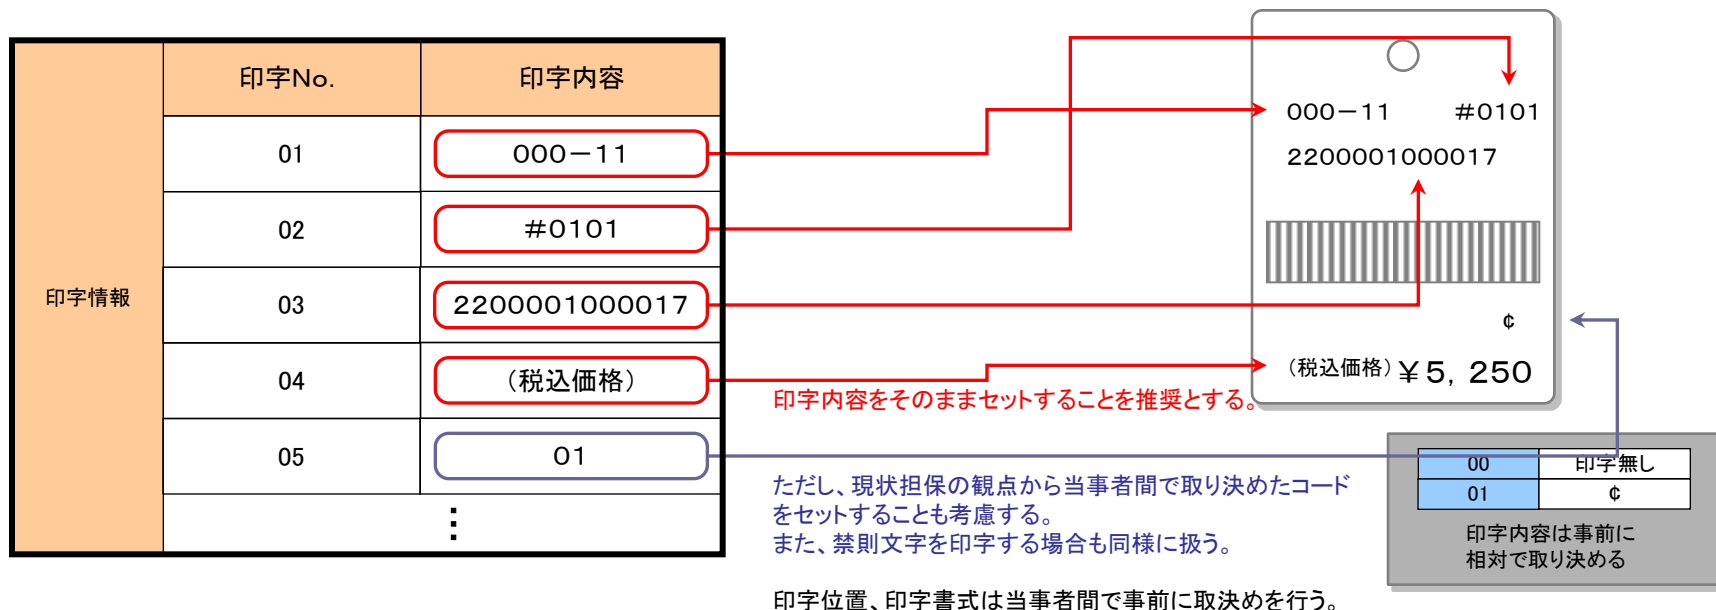 印字情報
印字No.
印字内容
01
000－11
02
#0101
03
2200001000017
04
（税込価格）
05
01
⋮
000－11 #0101
2200001000017
¢
（税込価格）￥5，250
印字内容をそのままセットすることを推奨とする。
ただし、現状担保の観点から当事者間で取り決めたコード
をセットすることも考慮する。
また、禁則文字を印字する場合も同様に扱う。
印字位置、印字書式は当事者間で事前に取決めを行う。
00 印字無し
01 ¢
印字内容は事前に
相対で取り決める